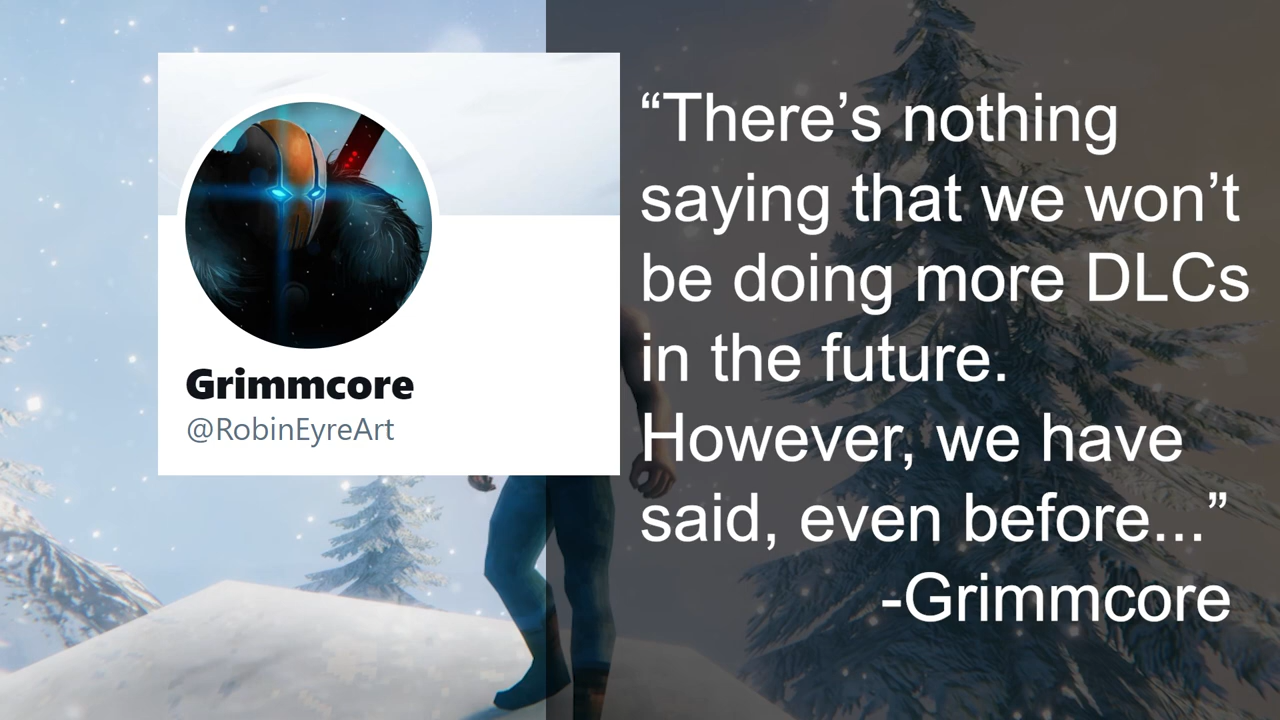 Grimmcore
@RobinEyreArt
“There’s nothing
saying that we won’t
be doing more DLCs
in the future.
However, we have
said, even before...”
-Grimmcore